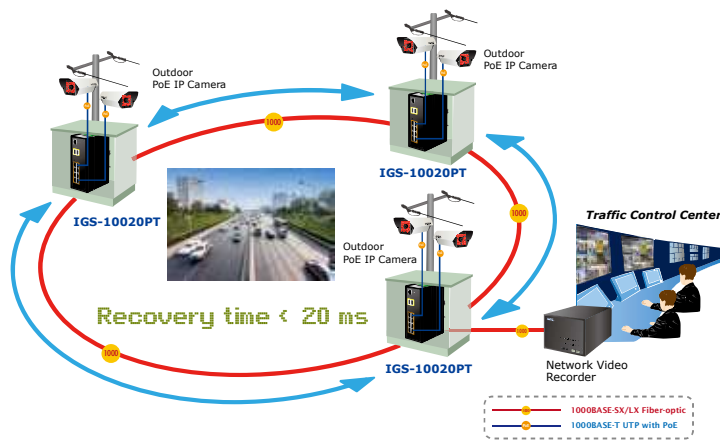 Outdoor
PoE IP Camera
Outdoor
PoE IP Camera
1000
IGS-10020PT
IGS-10020PT
1000
Traffic Control Center
Outdoor
PoE IP Camera
Recovery time < 20 ms
1000
1000
IGS-10020PT
Network Video
Recorder
1000BASE-SX/LX Fiber-optic
1000BASE-T UTP with PoE